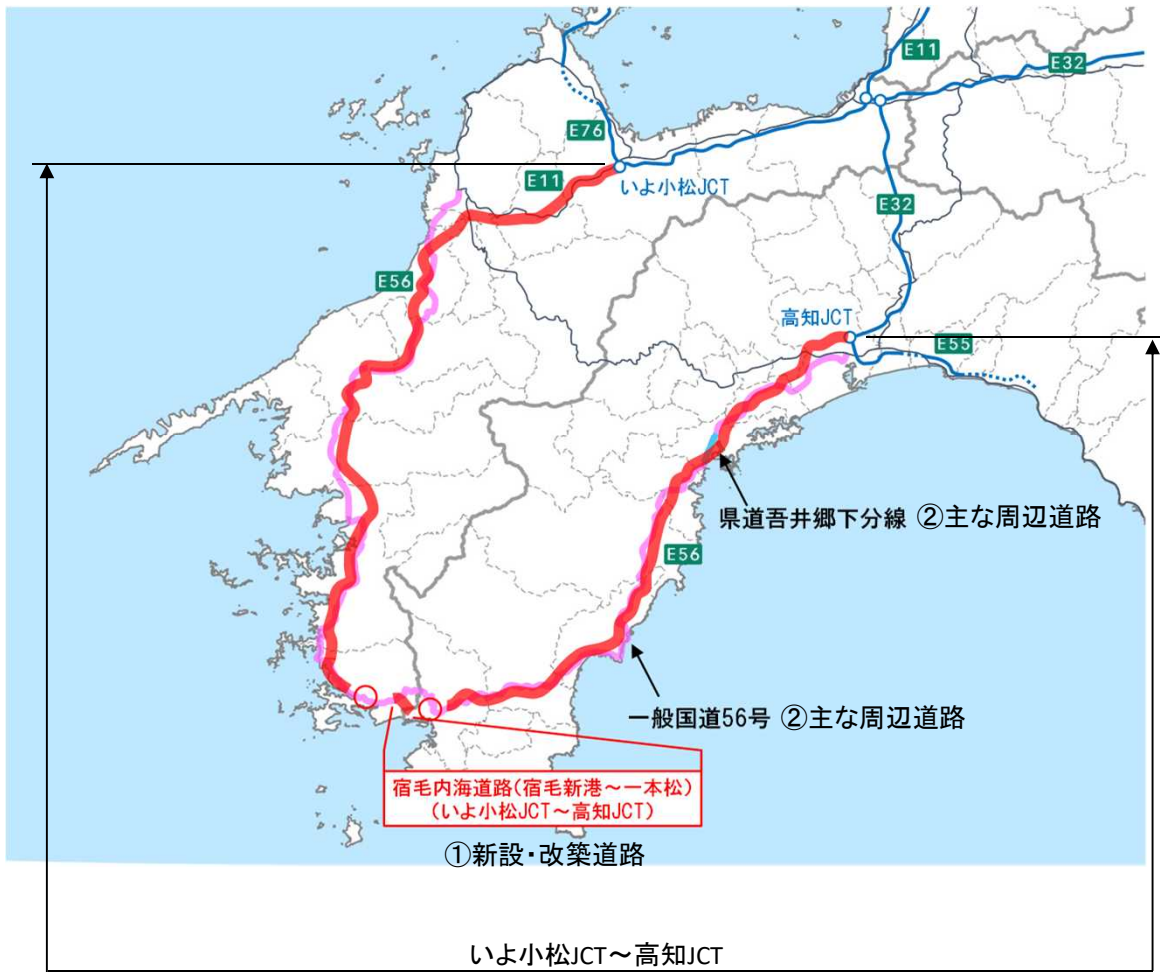 E11
E32
E76
E11
いよ小松JCT
E32
E56
高知JCT
E55
県道吾井郷下分線 ②主な周辺道路
E56
一般国道56号 ②主な周辺道路
宿毛内海道路(宿毛新港～一本松)
(いよ小松JCT～高知JCT)
①新設・改築道路
いよ小松JCT～高知JCT